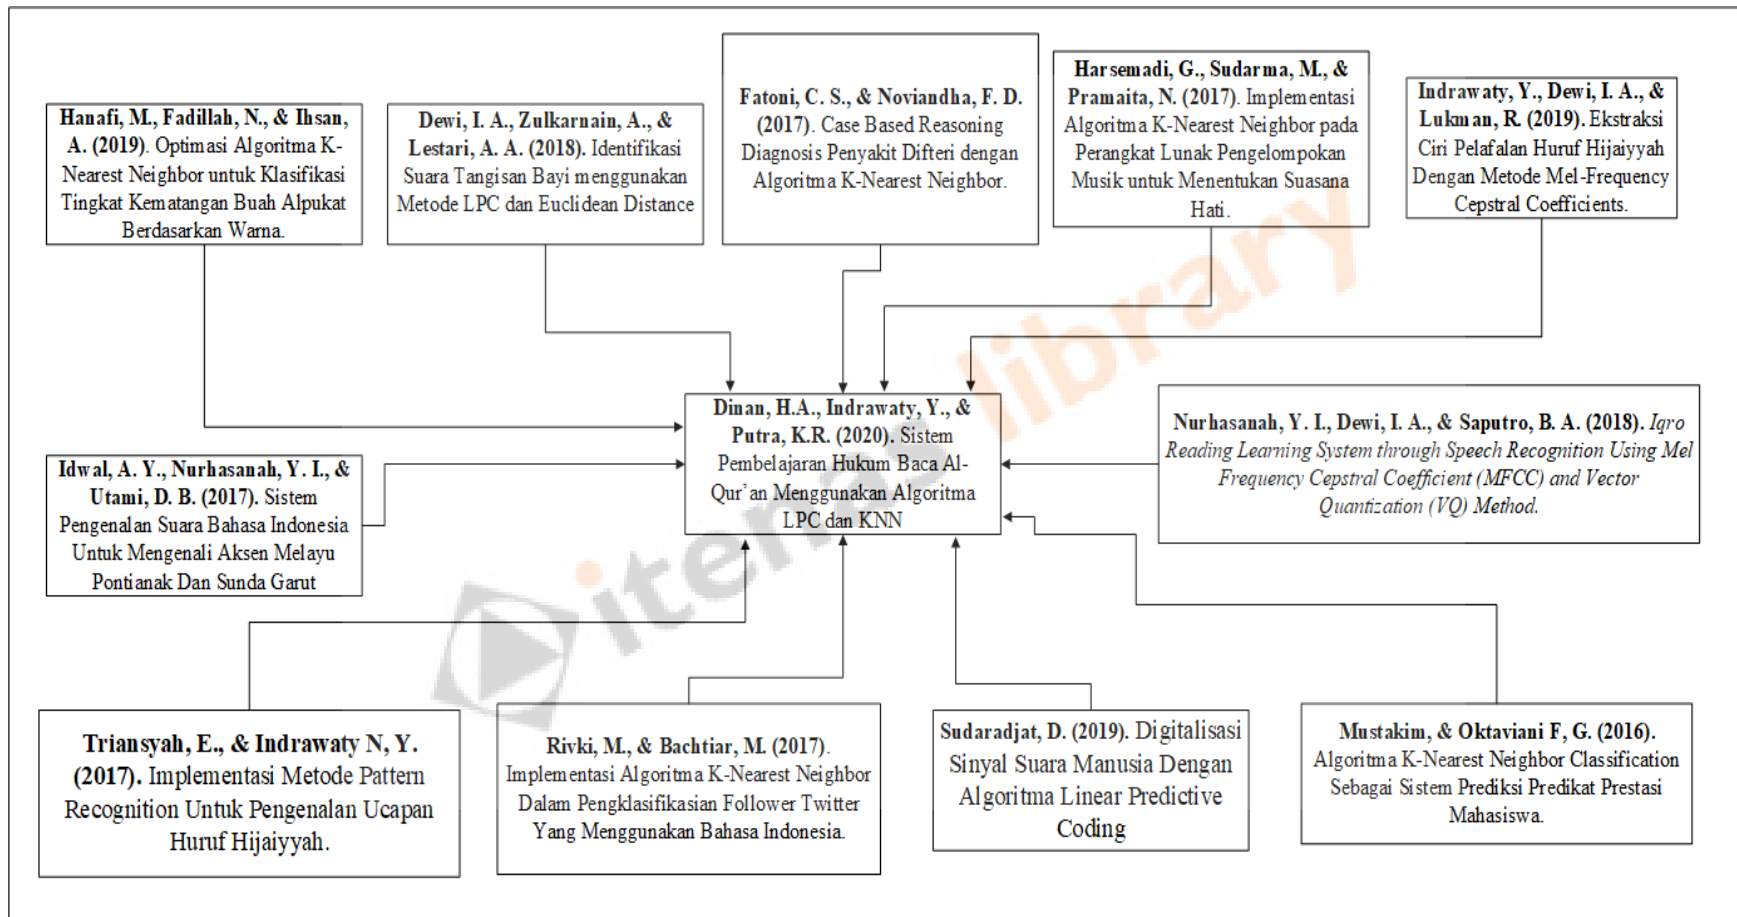 Hanafi, M., Fadillah, N., & Ihsan,
A. (2019). Optimasi Algoritma K-
Nearest Neighbor untuk Klasifikasi
Tingkat Kematangan Buah Alpukat
Berdasarkan Warna.
Dewi, I. A., Zulkarnain, A., &
Lestari, A. A. (2018). Identifikasi
Suara Tangisan Bayi menggunakan
Metode LPC dan Euclidean Distance
Fatoni, C. S., & Noviandha, F. D.
(2017). Case Based Reasoning
Diagnosis Penyakit Difteri dengan
Algoritma K-Nearest Neighbor.
Harsemadi, G., Sudarma, M., &
Pramaita, N. (2017). Implementasi
Algoritma K-Nearest Neighbor pada
Perangkat Lunak Pengelompokan
Musik untuk Menentukan Suasana
Hati.
Indrawaty, Y., Dewi, I. A., &
Lukman, R. (2019). Ekstraksi
Ciri Pelafalan Huruf Hijaiyyah
Dengan Metode Mel-Frequency
Cepstral Coefficients.
Dinan, H.A., Indrawaty, Y., &
Putra, K.R. (2020). Sistem
Pembelajaran Hukum Baca Al-
Qur'an Menggunakan Algoritma
LPC dan KNN
Nurhasanah, Y. I., Dewi, I. A., & Saputro, B. A. (2018). Iqro
Reading Learning System through Speech Recognition Using Mel
Frequency Cepstral Coefficient (MFCC) and Vector
Quantization (VQ) Method.
Idwal, A. Y., Nurhasanah, Y. I., &
Utami, D. B. (2017). Sistem
Pengenalan Suara Bahasa Indonesia
Untuk Mengenali Aksen Melayu
Pontianak Dan Sunda Garut
Triansyah, E., & Indrawaty N, Y.
(2017). Implementasi Metode Pattern
Recognition Untuk Pengenalan Ucapan
Huruf Hijaiyyah.
Rivki, M., & Bachtiar, M. (2017).
Implementasi Algoritma K-Nearest Neighbor
Dalam Pengklasifikasian Follower Twitter
Yang Menggunakan Bahasa Indonesia.
Sudaradjat, D. (2019). Digitalisasi
Sinyal Suara Manusia Dengan
Algoritma Linear Predictive
Coding
Mustakim, & Oktaviani F, G. (2016).
Algoritma K-Nearest Neighbor Classification
Sebagai Sistem Prediksi Predikat Prestasi
Mahasiswa.
itenas library